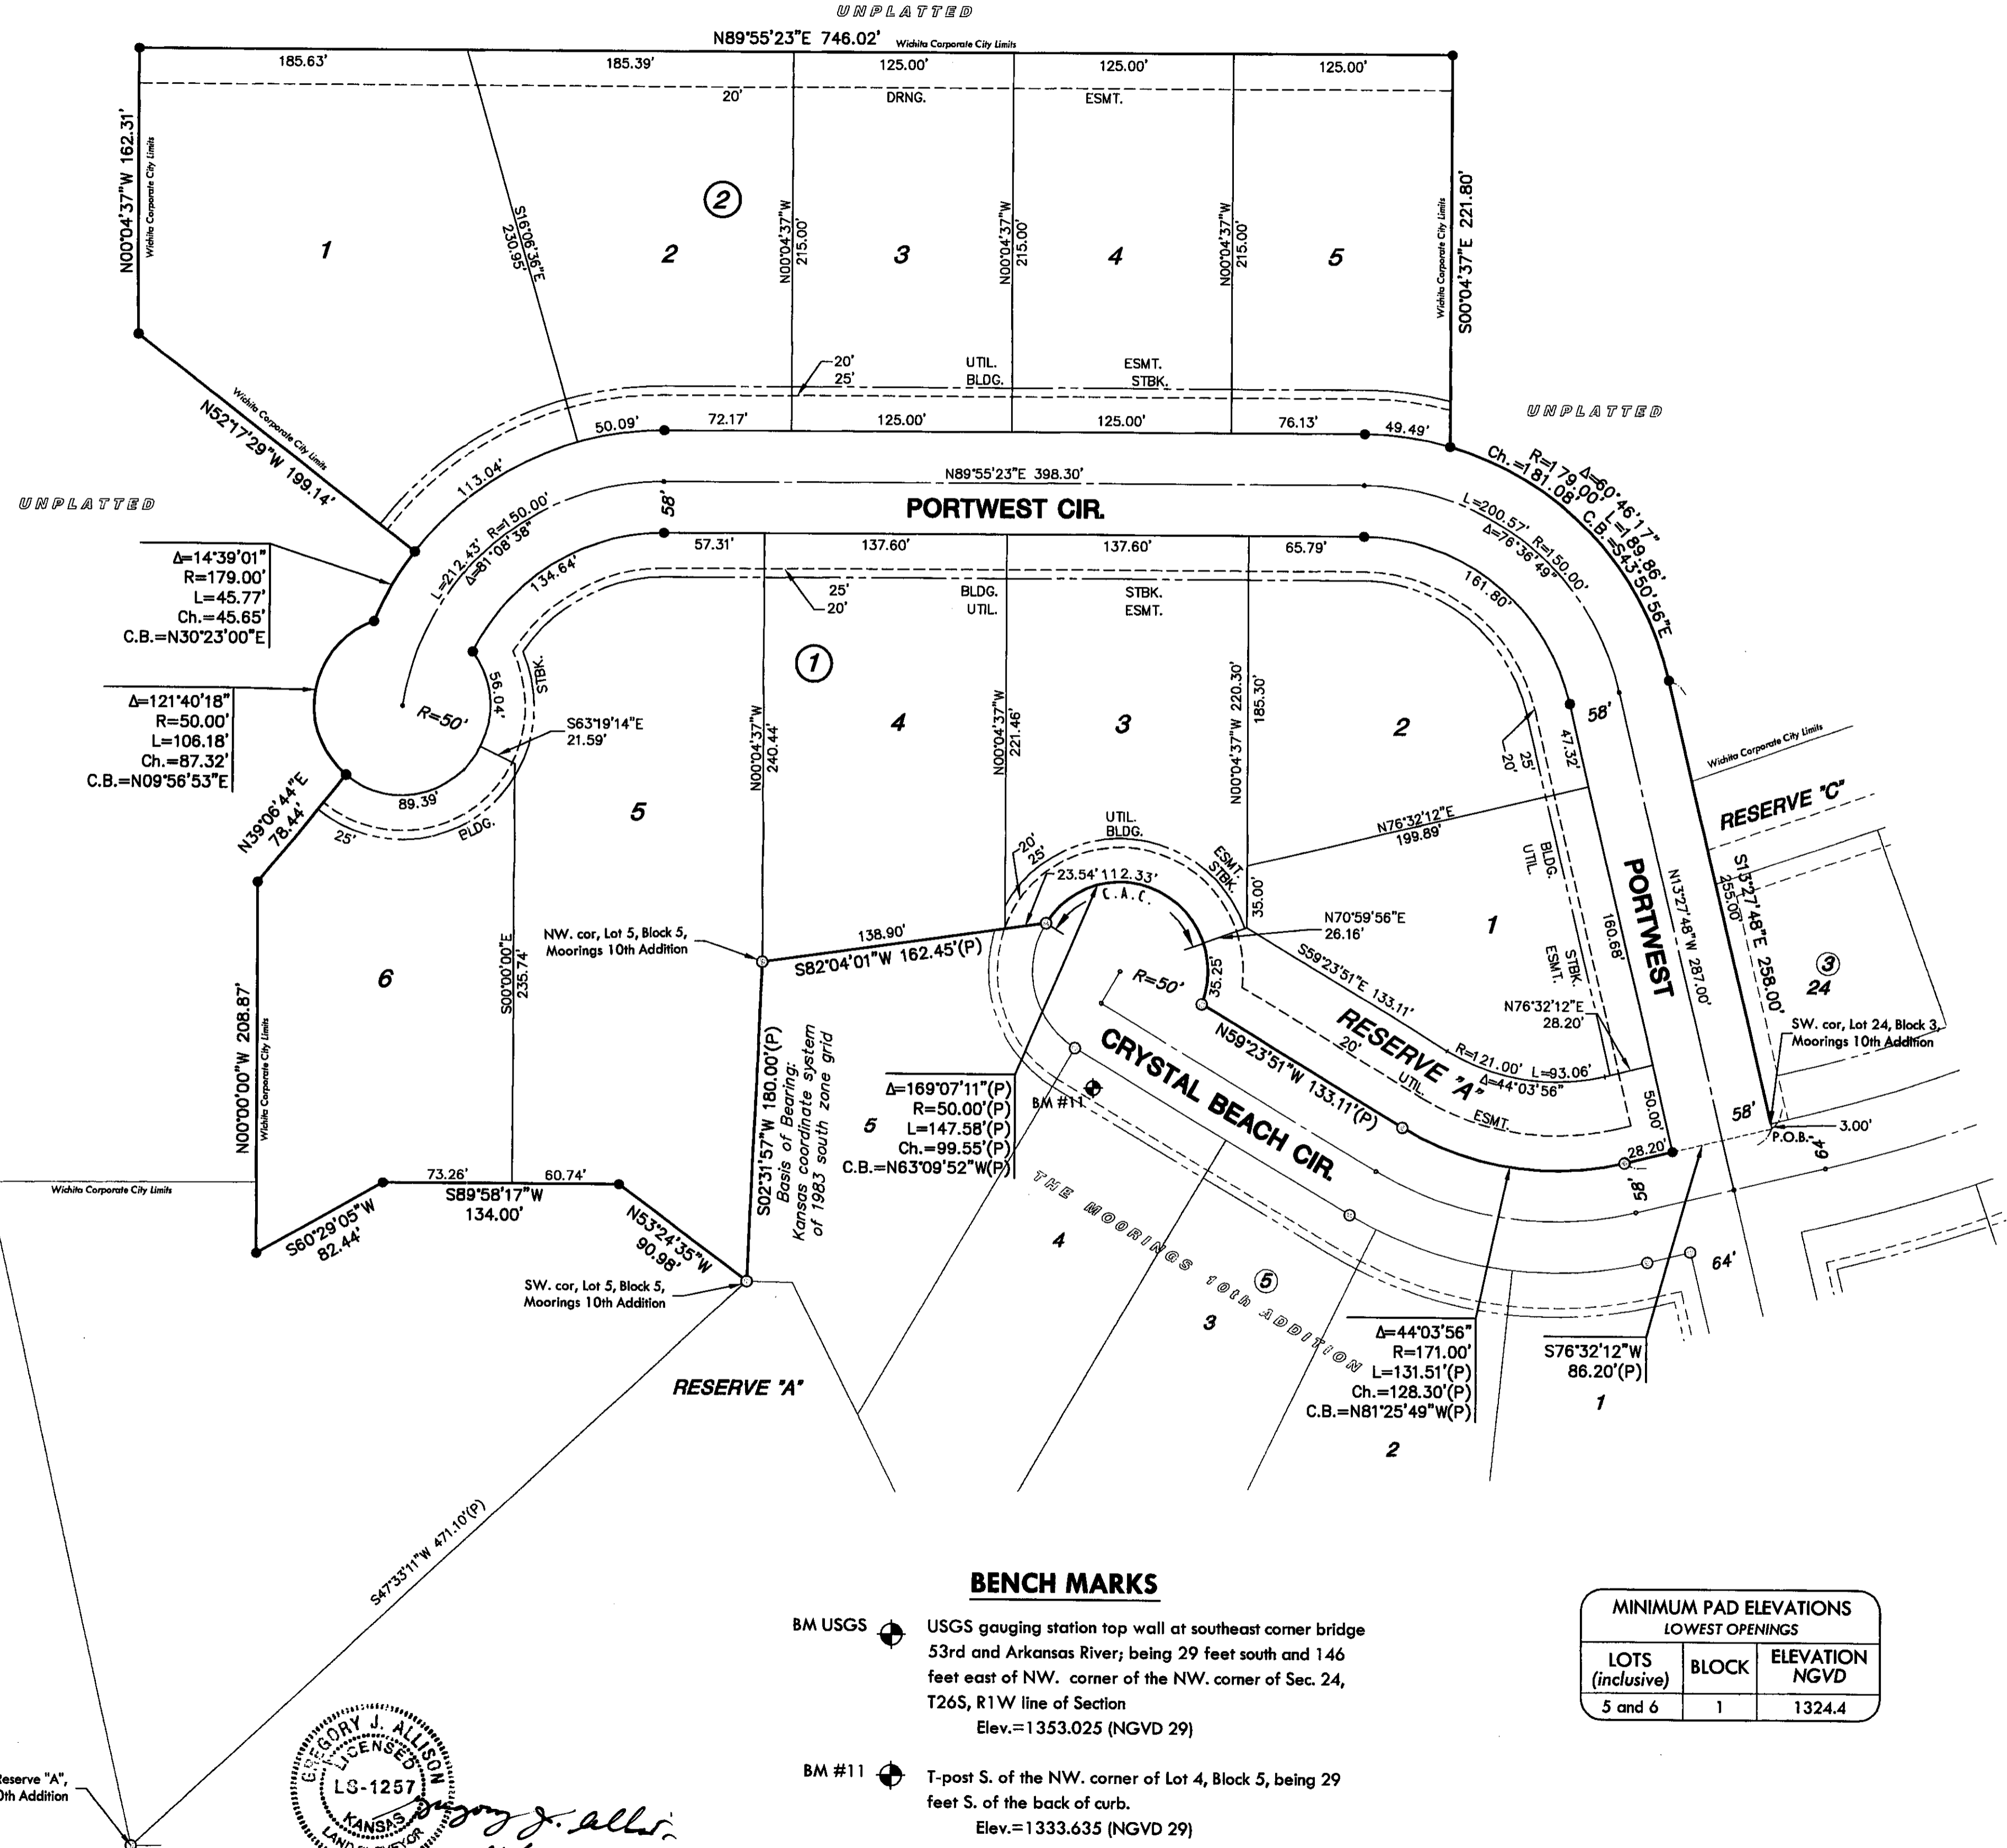 UNPLATTED
N89°55'23"E 746.02'
Wichita Corporate City Limits
185.63'
185.39'
125.00'
125.00'
125.00'
20'
DRNG.
ESMT.
N00°04'37"W 162.31'
Wichita Corporate City Limits
S16°06'36"E
230.95'
2
1
2
3
4
5
N00°04'37"W
215.00'
N00°04'37"W
215.00'
N00°04'37"W
215.00'
Wichita Corporate City Limits
S00°04'37"E 221.80'
20'
UTIL.
ESMT.
25'
BLDG.
STBK.
Wichita Corporate City Limits
N52°17'29"W 199.14'
113.04'
50.09'
72.17'
125.00'
125.00'
76.13'
49.49'
UNPLATTED
UNPLATTED
Δ=60°46'17"
R=179.00' L=189.86'
Ch.=181.08' C.B.=S43°50'56"E
N89°55'23"E 398.30'
58'
PORTWEST CIR.
L=212.43' R=150.00'
Δ=81°08'38"
L=200.57' R=150.00'
Δ=76°36'49"
134.64'
57.31'
137.60'
137.60'
65.79'
161.80'
25'
BLDG.
STBK.
20'
UTIL.
ESMT.
Δ=14°39'01"
R=179.00'
L=45.77'
Ch.=45.65'
C.B.=N30°23'00"E
Δ=121°40'18"
R=50.00'
L=106.18'
Ch.=87.32'
C.B.=N09°56'53"E
R=50'
56.04'
STBK.
S63°19'14"E
21.59'
89.39'
25'
BLDG.
N39°06'44"E
78.44'
1
5
4
3
2
N00°04'37"W
240.44'
N00°04'37"W
221.46'
N00°04'37"W 220.30'
185.30'
35.00'
58'
47.32'
25'
20'
N76°32'12"E
199.89'
BLDG.
UTIL.
STBK.
ESMT.
160.68'
PORTWEST
N13°27'48"W 287.00'
Wichita Corporate City Limits
RESERVE "C"
S13°27'48"E 258.00'
255.00'
3
24
SW. cor, Lot 24, Block 3,
Moorings 10th Addition
UTIL.
BLDG.
ESMT.
STBK.
20'
25'
23.54'
112.33'
C.A.C.
N70°59'56"E
26.16'
1
NW. cor, Lot 5, Block 5,
Moorings 10th Addition
138.90'
S82°04'01"W 162.45'(P)
R=50'
35.25'
S59°23'51"E 133.11'
N76°32'12"E
28.20'
RESERVE "A"
20'
UTIL.
ESMT.
R=121.00' L=93.06'
Δ=44°03'56"
N59°23'51"W 133.11'(P)
50.00'
28.20'
58'
58'
P.O.B.
3.00'
64'
64'
6
S00°00'00"E
235.74'
N00°00'00"W 208.87'
Wichita Corporate City Limits
S02°31'57"W 180.00'(P)
Basis of Bearing:
Kansas coordinate system
of 1983 south zone grid
Δ=169°07'11"(P)
R=50.00'(P)
L=147.58'(P)
Ch.=99.55'(P)
C.B.=N63°09'52"W(P)
5
BM #11
CRYSTAL BEACH CIR.
THE MOORINGS 10th ADDITION
4
5
3
Wichita Corporate City Limits
S60°29'05"W
82.44'
73.26'
60.74'
S89°58'17"W
134.00'
N53°24'35"W
90.98'
SW. cor, Lot 5, Block 5,
Moorings 10th Addition
RESERVE "A"
Δ=44°03'56"
R=171.00'
L=131.51'(P)
Ch.=128.30'(P)
C.B.=N81°25'49"W(P)
2
S76°32'12"W
86.20'(P)
1
S47°33'11"W 471.10'(P)
BENCH MARKS
BM USGS
USGS gauging station top wall at southeast corner bridge
53rd and Arkansas River; being 29 feet south and 146
feet east of NW. corner of the NW. corner of Sec. 24,
T26S, R1W line of Section
Elev.=1353.025 (NGVD 29)
BM #11
T-post S. of the NW. corner of Lot 4, Block 5, being 29
feet S. of the back of curb.
Elev.=1333.635 (NGVD 29)
MINIMUM PAD ELEVATIONS
LOWEST OPENINGS
LOTS (inclusive) BLOCK ELEVATION NGVD
5 and 6 1 1324.4
GREGORY J. ALLISON
LICENSED
LS-1257
KANSAS
LAND SURVEYOR
Reserve "A",
0th Addition